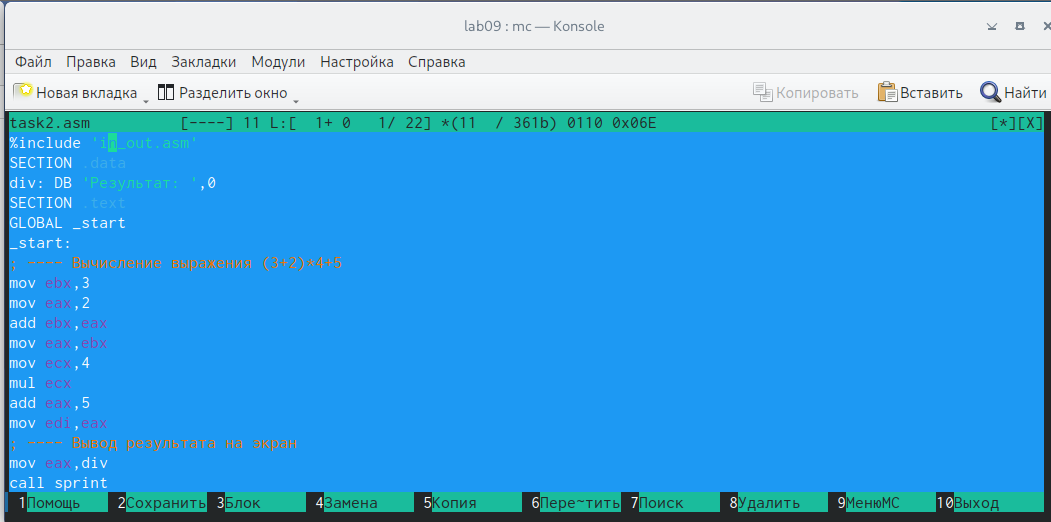 lab09 : mc — Konsole
Файл Правка Вид Закладки Модули Настройка Справка
Новая вкладка Разделить окно Копировать Вставить Найти
task2.asm [----] 11 L:[ 1+ 0 1/ 22] *(11 / 361b) 0110 0x06E [*][X]
%include 'in_out.asm'
SECTION .data
div: DB 'Результат: ',0
SECTION .text
GLOBAL _start
_start:
; ---- Вычисление выражения (3+2)*4+5
mov ebx,3
mov eax,2
add ebx,eax
mov eax,ebx
mov ecx,4
mul ecx
add eax,5
mov edi,eax
; ---- Вывод результата на экран
mov eax,div
call sprint
1Помощь 2Сохранить 3Блок 4Замена 5Копия 6Пере~тить 7Поиск 8Удалить 9МенюMC 10Выход